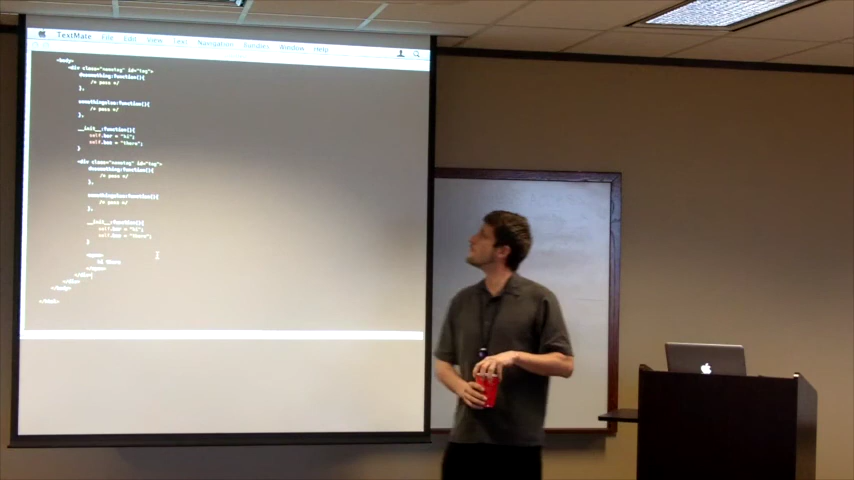 TextMate File Edit View Text Navigation Bundles Window Help
<body>
<div class="sometag" id="tag">
dosomething:function(){
/* pass */
},
somethingelse:function(){
/* pass */
},
__init__:function(){
self.bar = "hi";
self.baz = "there";
}
<div class="sometag" id="tag">
dosomething:function(){
/* pass */
},
somethingelse:function(){
/* pass */
},
__init__:function(){
self.bar = "hi";
self.baz = "there";
}
<span>
hi there
</span>
</div>
</div>
</body>
</html>